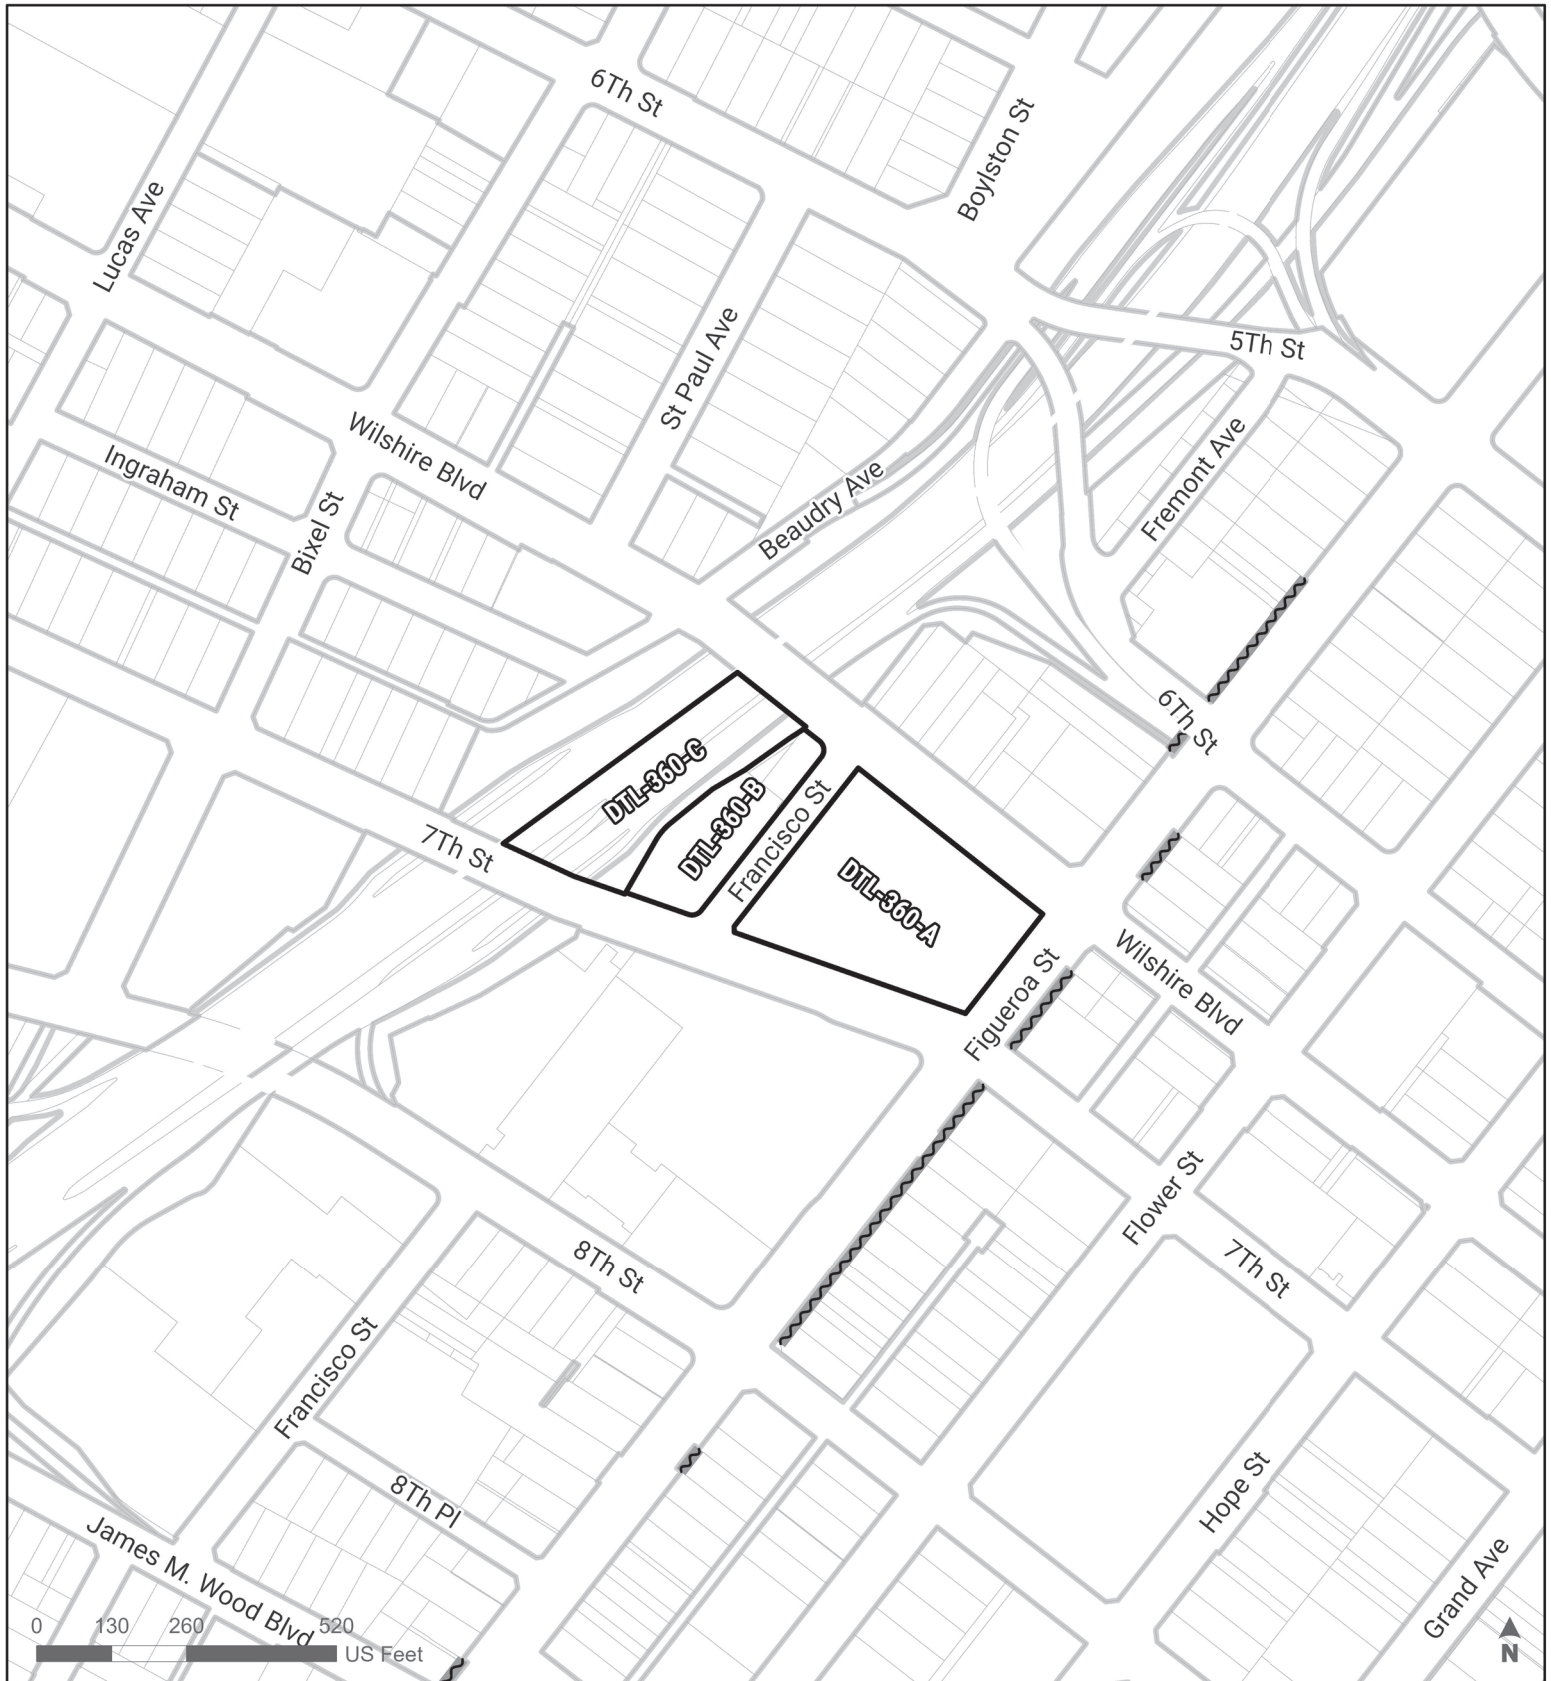 6Th St
Boylston St
Lucas Ave
5Th St
St Paul Ave
Wilshire Blvd
Fremont Ave
Ingraham St
Beaudry Ave
Bixel St
6Th St
DTL-360-C
DTL-360-B
Francisco St
7Th St
DTL-360-A
Wilshire Blvd
Figueroa St
Flower St
8Th St
7Th St
Francisco St
8Th Pl
Hope St
James M. Wood Blvd
Grand Ave
0 130 260 520
US Feet
N